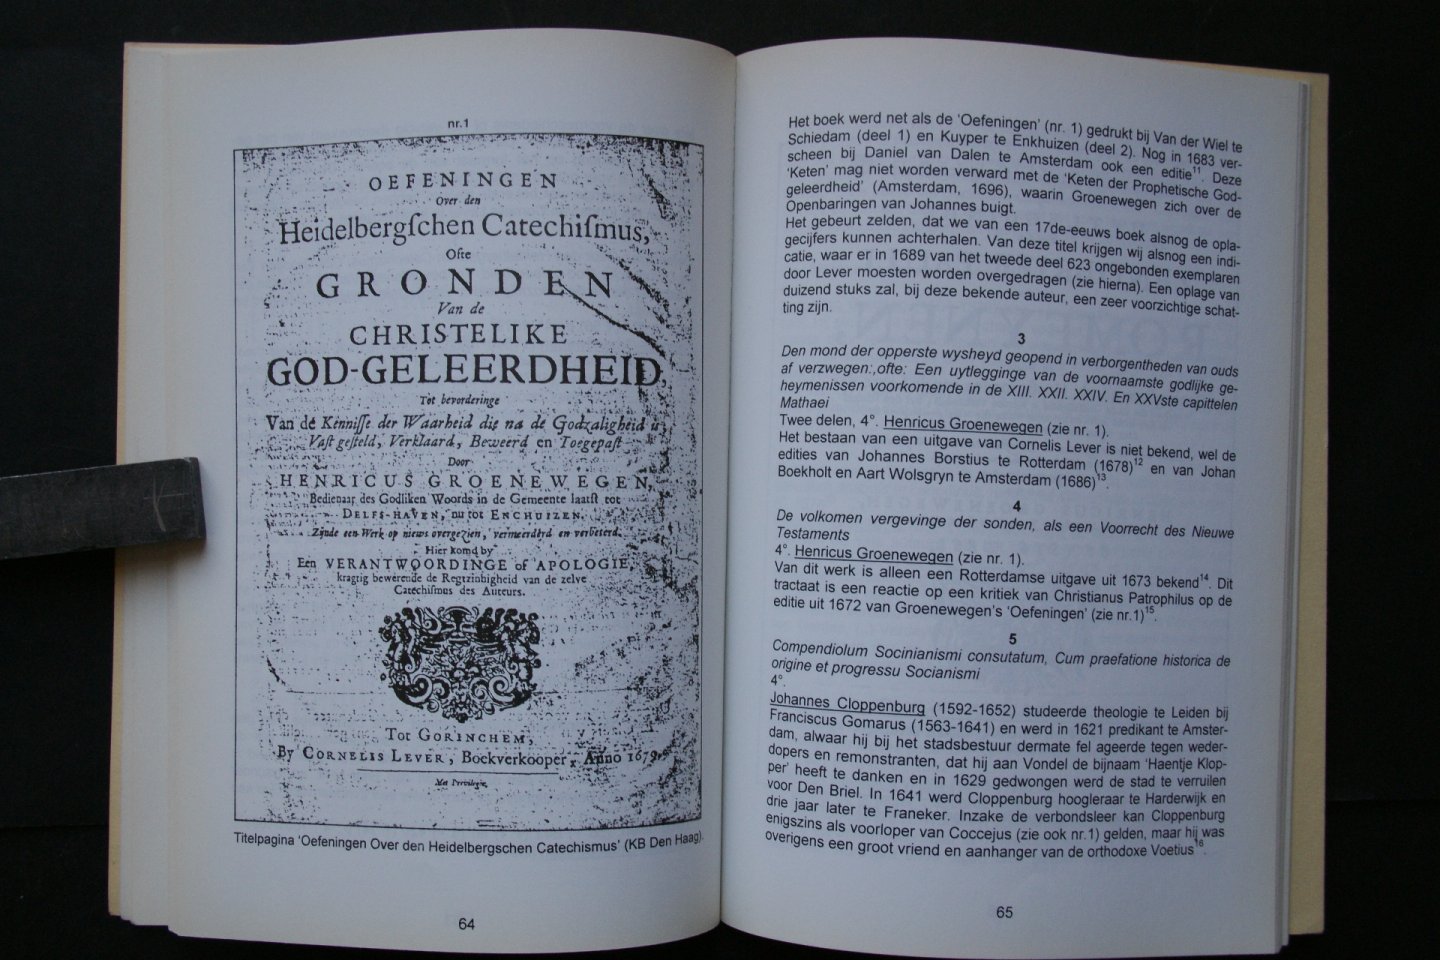 nr.1
OEFENINGEN
Over den
Heidelbergſchen Catechiſmus,
Ofte
GRONDEN
Van de
CHRISTELIKE
GOD-GELEERDHEID,
Tot bevorderinge
Van de Kenniſſe der Waarheid die na de Godzaligheid is,
Vaſt geſteld, Verklaard, Beweerd en Toegepaſt
Door
HENRICUS GROENEWEGEN,
Bedienaar des Godliken Woords in de Gemeente laatſt tot
DELFS-HAVEN, nu tot ENCHUIZEN.
Zijnde een Werk op nieuws overgezien, vermeerderd en verbeterd.
Hier komd by
Een VERANTWOORDINGE of APOLOGIE,
kragtig bewerende de Regtzinbigheid van de zelve
Catechiſmus des Auteurs.
Tot GORINCHEM,
By CORNELIS LEVER, Boekverkooper, Anno 1679.
Met Privilegie.
Titelpagina ‘Oefeningen Over den Heidelbergschen Catechismus’ (KB Den Haag).
64
Het boek werd net als de ‘Oefeningen’ (nr. 1) gedrukt bij Van der Wiel te
Schiedam (deel 1) en Kuyper te Enkhuizen (deel 2). Nog in 1683 ver-
scheen bij Daniel van Dalen te Amsterdam ook een editie¹¹. Deze
‘Keten’ mag niet worden verward met de ‘Keten der Prophetische God-
geleerdheid’ (Amsterdam, 1696), waarin Groenewegen zich over de
Openbaringen van Johannes buigt.
Het gebeurt zelden, dat we van een 17de-eeuws boek alsnog de opla-
gecijfers kunnen achterhalen. Van deze titel krijgen wij alsnog een indi-
catie, waar er in 1689 van het tweede deel 623 ongebonden exemplaren
door Lever moesten worden overgedragen (zie hierna). Een oplage van
duizend stuks zal, bij deze bekende auteur, een zeer voorzichtige schat-
ting zijn.
3
Den mond der opperste wysheyd geopend in verborgentheden van ouds
af verzwegen:,ofte: Een uytlegginge van de voornaamste godlijke ge-
heymenissen voorkomende in de XIII. XXII. XXIV. En XXVste capittelen
Mathaei
Twee delen, 4°. Henricus Groenewegen (zie nr. 1).
Het bestaan van een uitgave van Cornelis Lever is niet bekend, wel de
edities van Johannes Borstius te Rotterdam (1678)¹² en van Johan
Boekholt en Aart Wolsgryn te Amsterdam (1686)¹³.
4
De volkomen vergevinge der sonden, als een Voorrecht des Nieuwe
Testaments
4°. Henricus Groenewegen (zie nr. 1).
Van dit werk is alleen een Rotterdamse uitgave uit 1673 bekend¹⁴. Dit
tractaat is een reactie op een kritiek van Christianus Patrophilus op de
editie uit 1672 van Groenewegen’s ‘Oefeningen’ (zie nr.1)¹⁵.
5
Compendiolum Socinianismi consutatum, Cum praefatione historica de
origine et progressu Socianismi
4°.
Johannes Cloppenburg (1592-1652) studeerde theologie te Leiden bij
Franciscus Gomarus (1563-1641) en werd in 1621 predikant te Amster-
dam, alwaar hij bij het stadsbestuur dermate fel ageerde tegen weder-
dopers en remonstranten, dat hij aan Vondel de bijnaam ‘Haentje Klop-
per’ heeft te danken en in 1629 gedwongen werd de stad te verruilen
voor Den Briel. In 1641 werd Cloppenburg hoogleraar te Harderwijk en
drie jaar later te Franeker. Inzake de verbondsleer kan Cloppenburg
enigszins als voorloper van Coccejus (zie ook nr.1) gelden, maar hij was
overigens een groot vriend en aanhanger van de orthodoxe Voetius¹⁶.
65